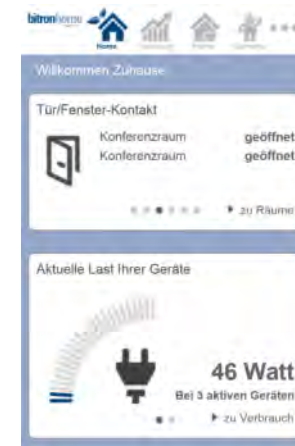 bitronhome
Home
Willkommen Zuhause
Tür/Fenster-Kontakt
Konferenzraum geöffnet
Konferenzraum geöffnet
zu Räume
Aktuelle Last Ihrer Geräte
46 Watt
Bei 3 aktiven Geräten
zu Verbrauch